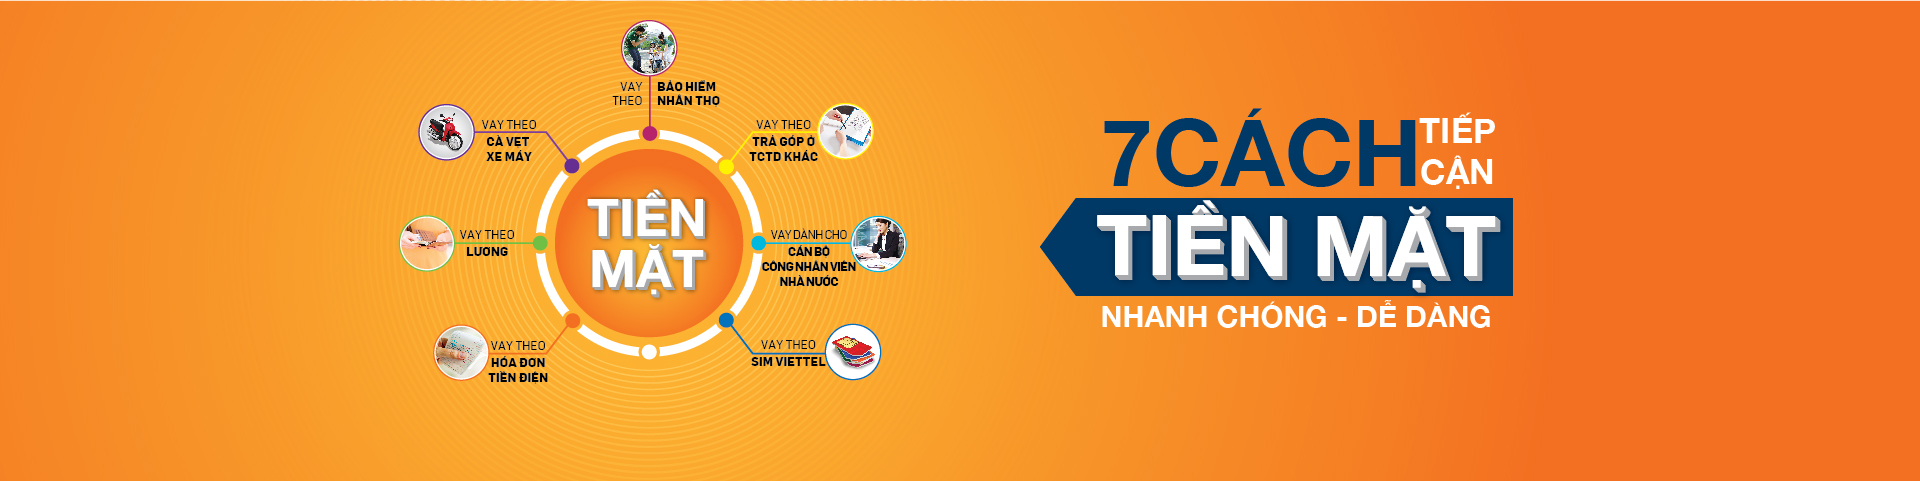 VAY
THEO
BẢO HIỂM
NHÂN THỌ
VAY THEO
CÀ VẸT
XE MÁY
VAY THEO
TRẢ GÓP Ở
TCTD KHÁC
VAY THEO
LƯƠNG
VAY DÀNH CHO
CÁN BỘ
CÔNG NHÂN VIÊN
NHÀ NƯỚC
VAY THEO
HÓA ĐƠN
TIỀN ĐIỆN
VAY THEO
SIM VIETTEL
TIỀN
MẶT
7CÁCH TIẾP
CẬN
TIỀN MẶT
NHANH CHÓNG - DỄ DÀNG